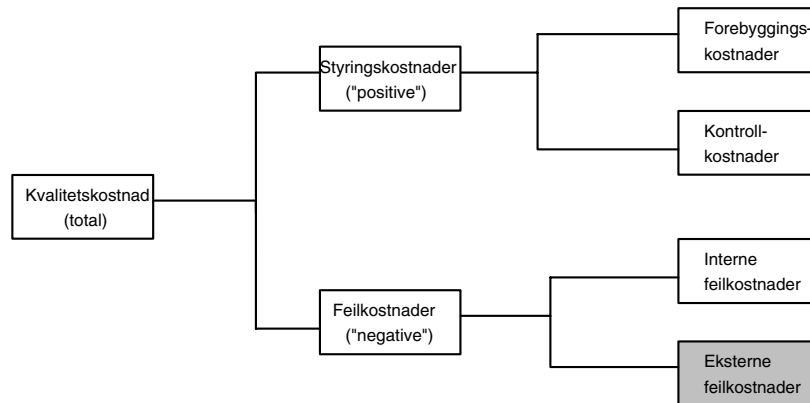 Forebyggings-
kostnader
Styringskostnader
("positive")
Kontroll-
kostnader
Kvalitetskostnad
(total)
Interne
feilkostnader
Feilkostnader
("negative")
Eksterne
feilkostnader